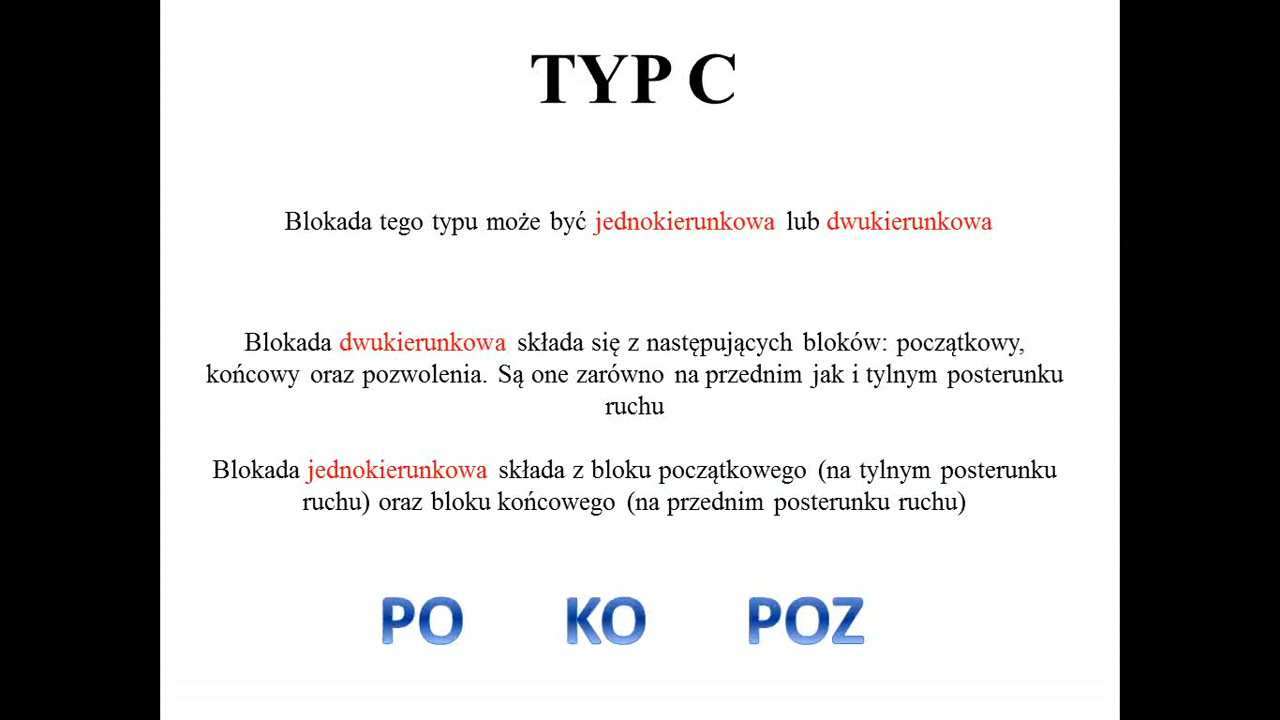 TYP C
Blokada tego typu może być jednokierunkowa lub dwukierunkowa
Blokada dwukierunkowa składa się z następujących bloków: początkowy,
końcowy oraz pozwolenia. Są one zarówno na przednim jak i tylnym posterunku
ruchu
Blokada jednokierunkowa składa z bloku początkowego (na tylnym posterunku
ruchu) oraz bloku końcowego (na przednim posterunku ruchu)
PO KO POZ